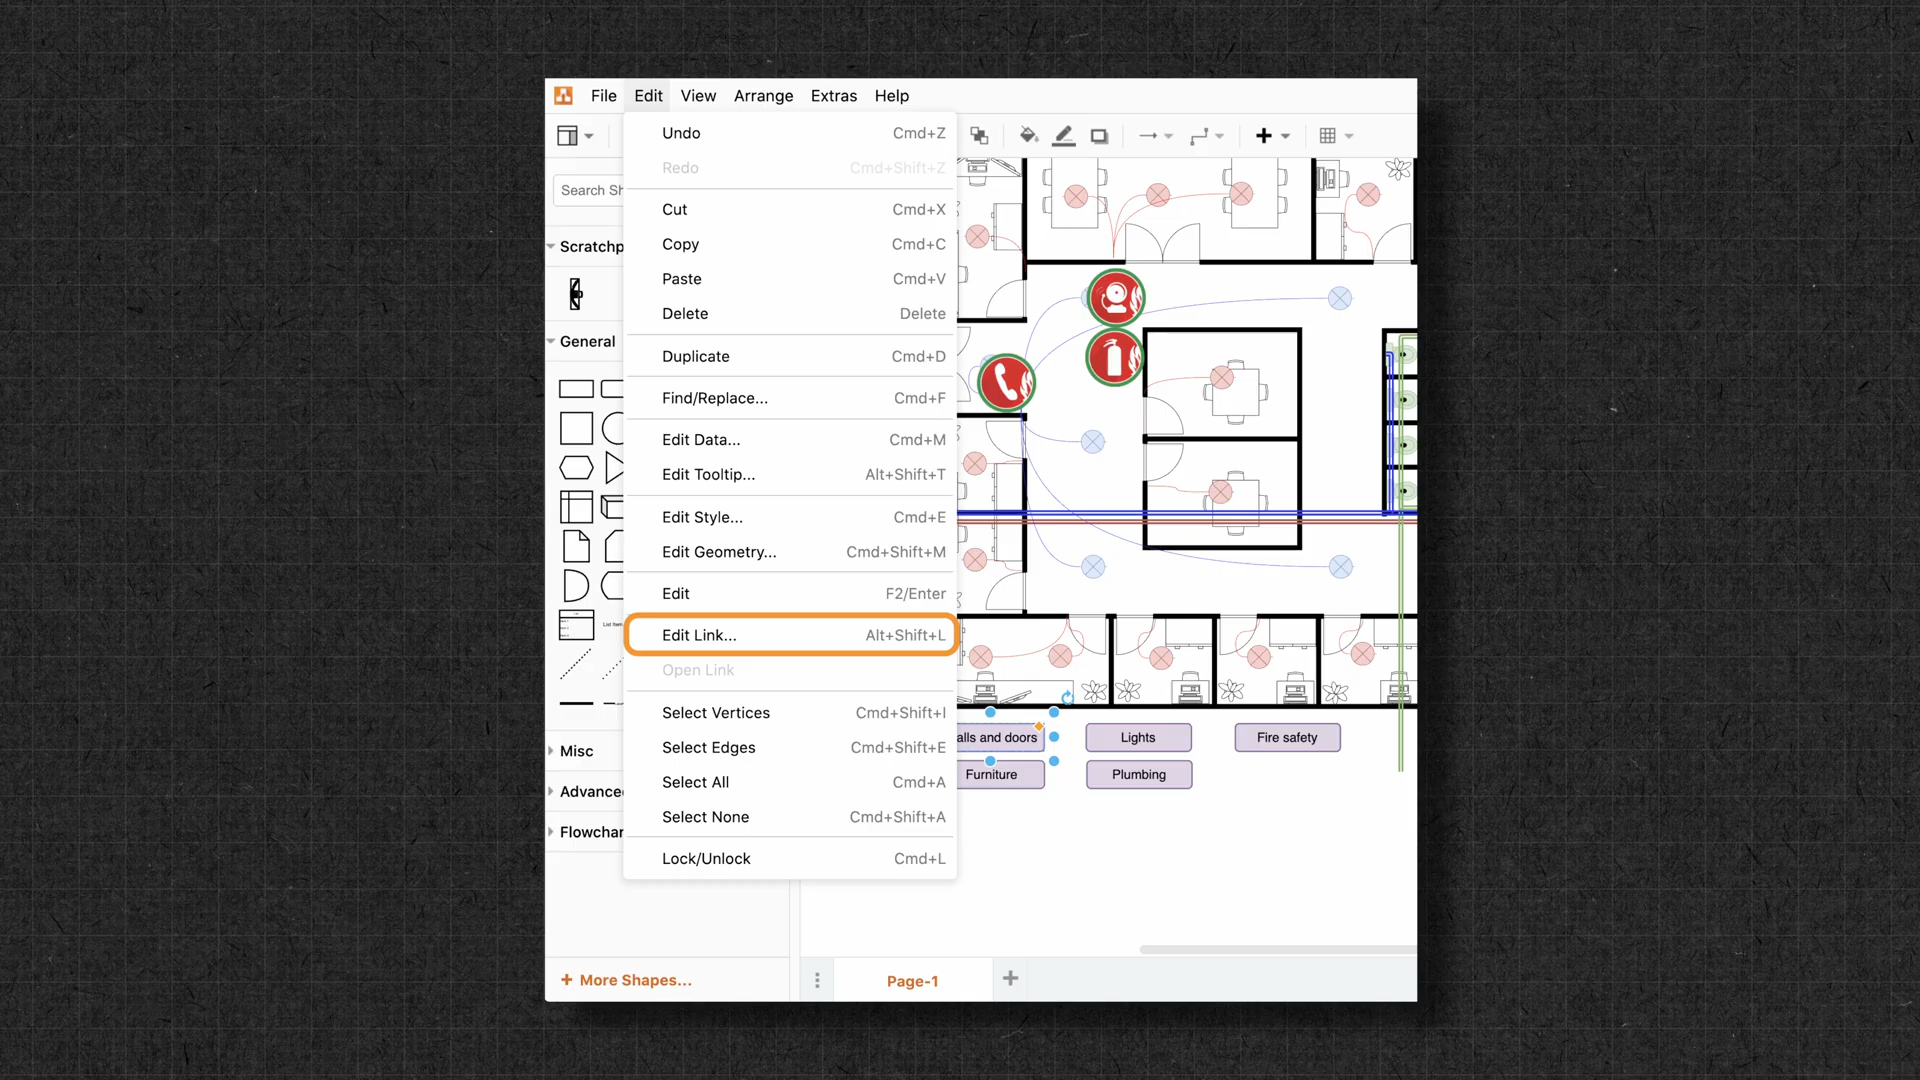 File Edit View Arrange Extras Help
Undo Cmd+Z
Redo Cmd+Shift+Z
Search Sh
Cut Cmd+X
Scratchp
Copy Cmd+C
Paste Cmd+V
Delete Delete
General
Duplicate Cmd+D
Find/Replace... Cmd+F
Edit Data... Cmd+M
Edit Tooltip... Alt+Shift+T
Edit Style... Cmd+E
Edit Geometry... Cmd+Shift+M
Edit F2/Enter
List Item
Edit Link... Alt+Shift+L
Open Link
Select Vertices Cmd+Shift+I
alls and doors Lights Fire safety
Misc
Select Edges Cmd+Shift+E
Furniture Plumbing
Select All Cmd+A
Advanced
Select None Cmd+Shift+A
Flowchar
Lock/Unlock Cmd+L
+ More Shapes...
Page-1